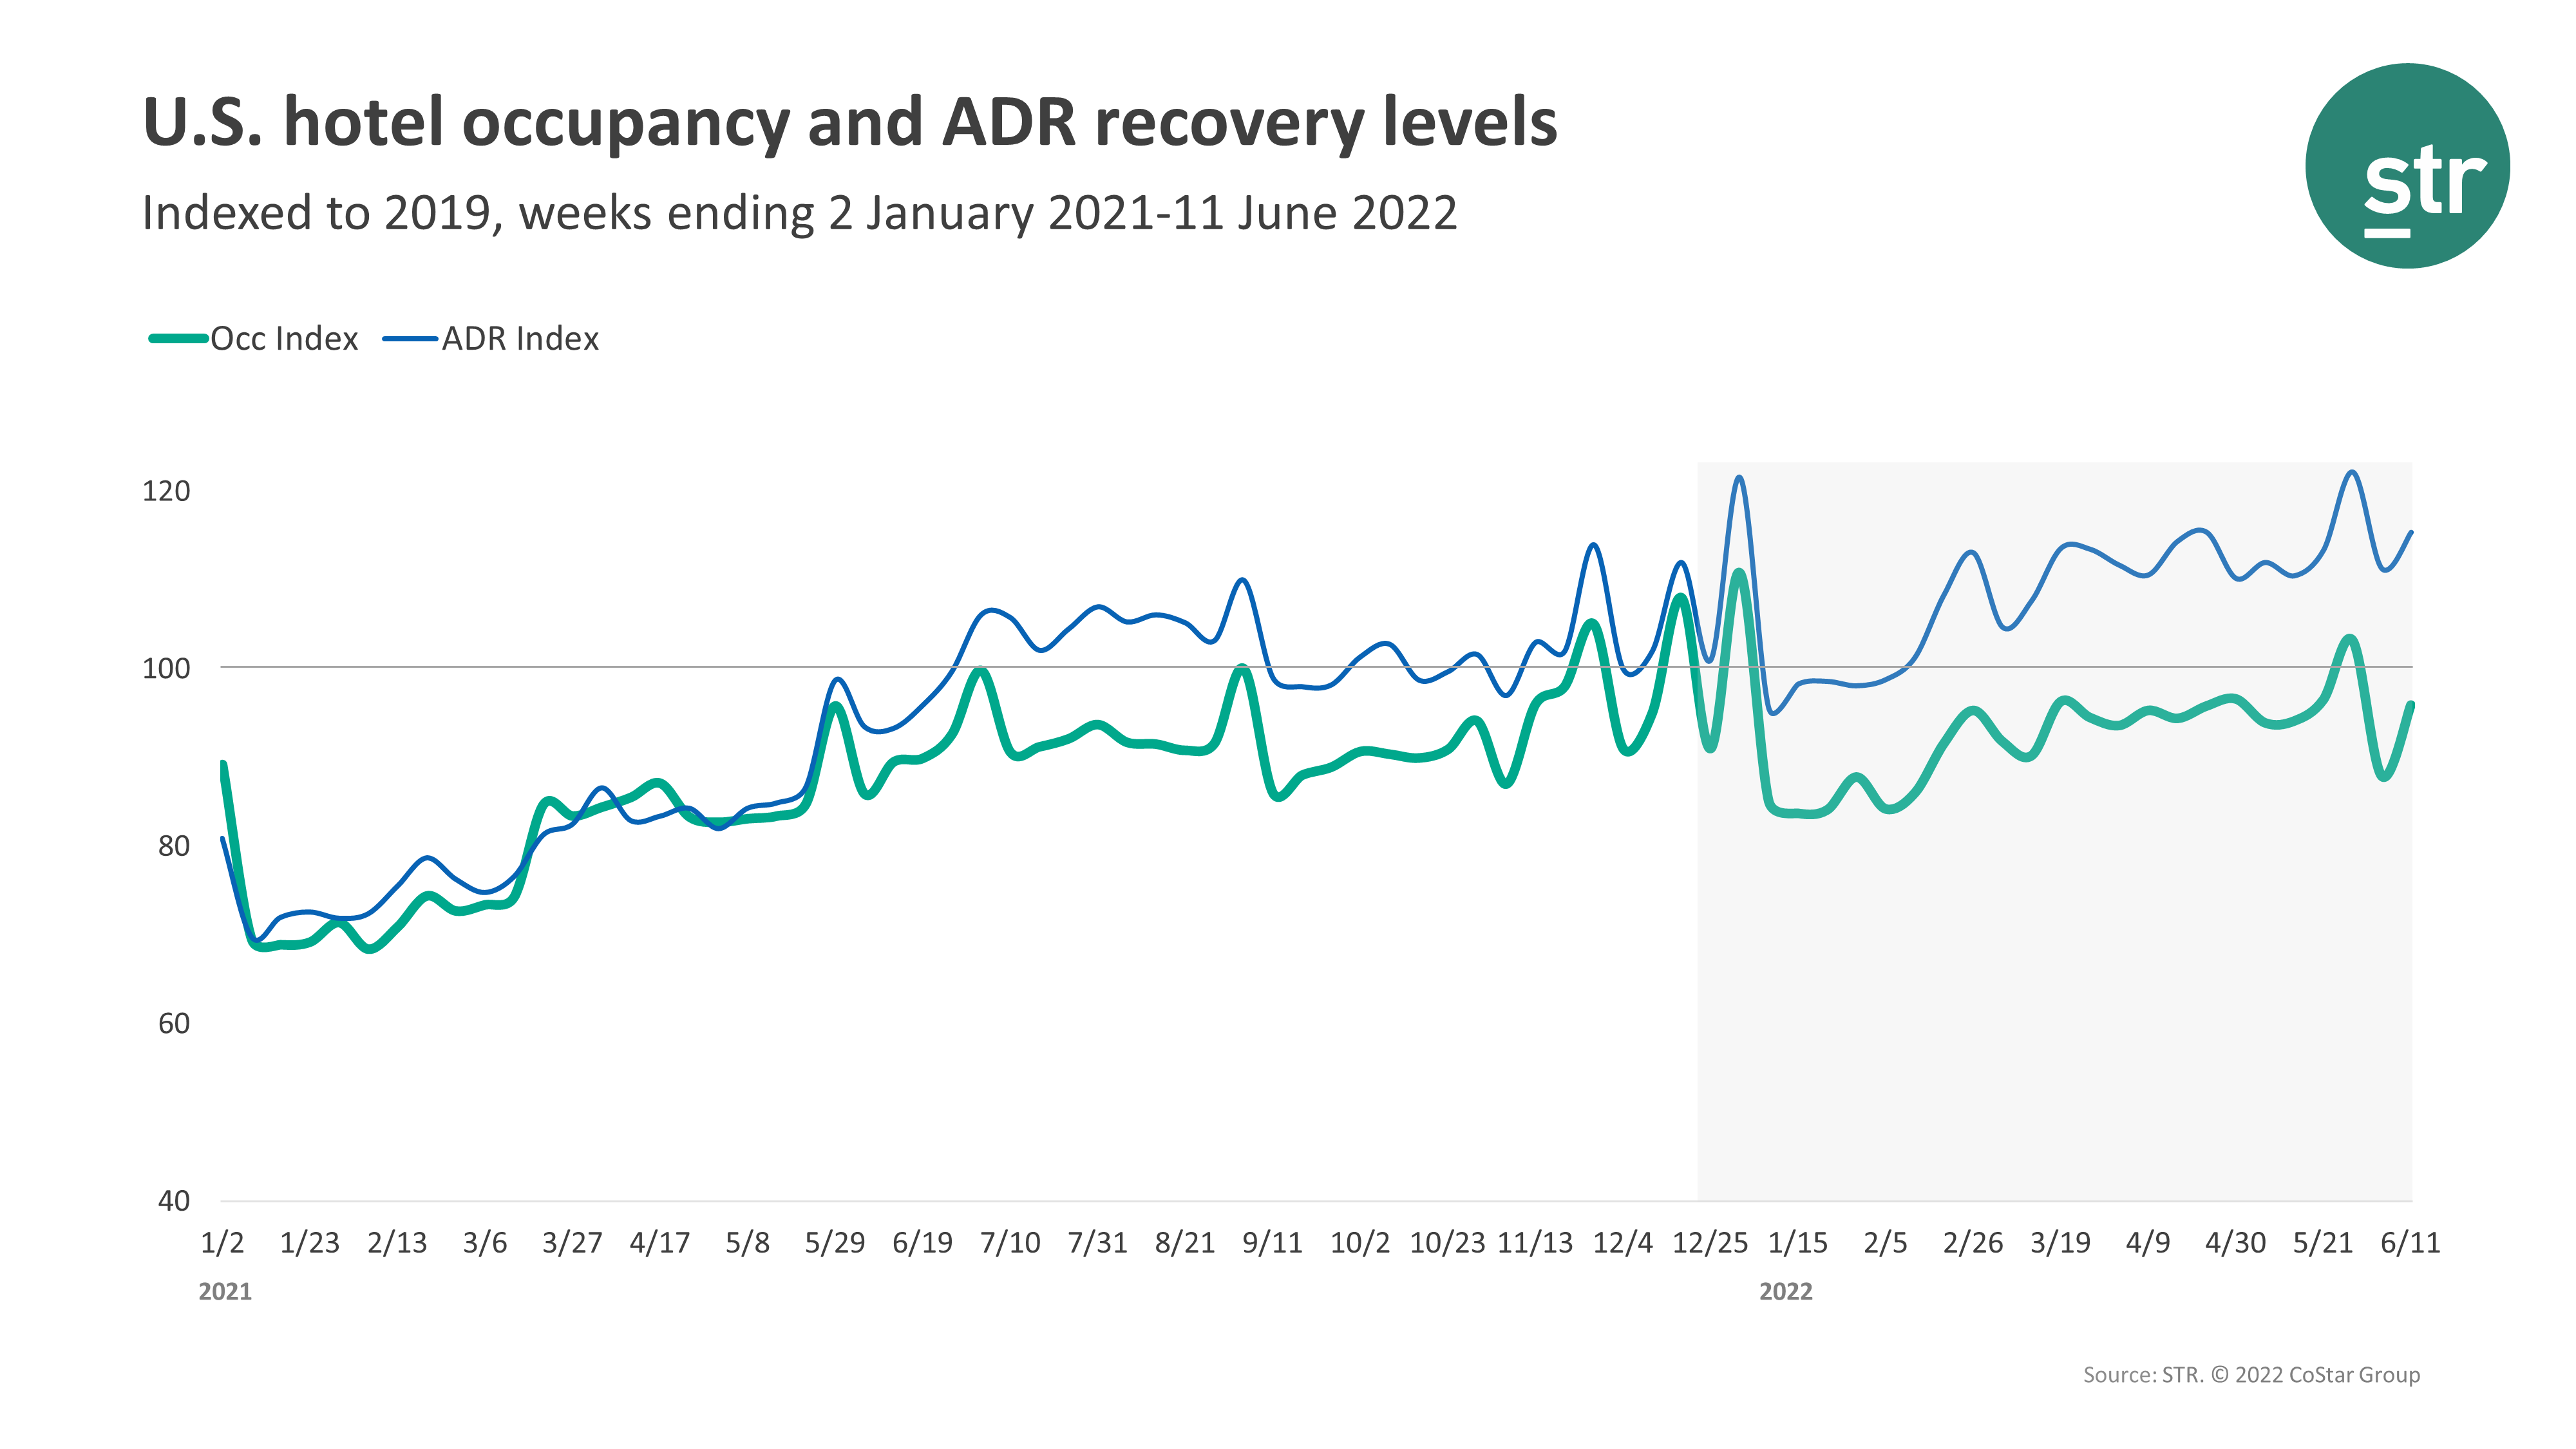 U.S. hotel occupancy and ADR recovery levels
Indexed to 2019, weeks ending 2 January 2021-11 June 2022
str
Occ Index ADR Index
120
100
80
60
40
1/2 1/23 2/13 3/6 3/27 4/17 5/8 5/29 6/19 7/10 7/31 8/21 9/11 10/2 10/23 11/13 12/4 12/25 1/15 2/5 2/26 3/19 4/9 4/30 5/21 6/11
2021 2022
Source: STR. © 2022 CoStar Group